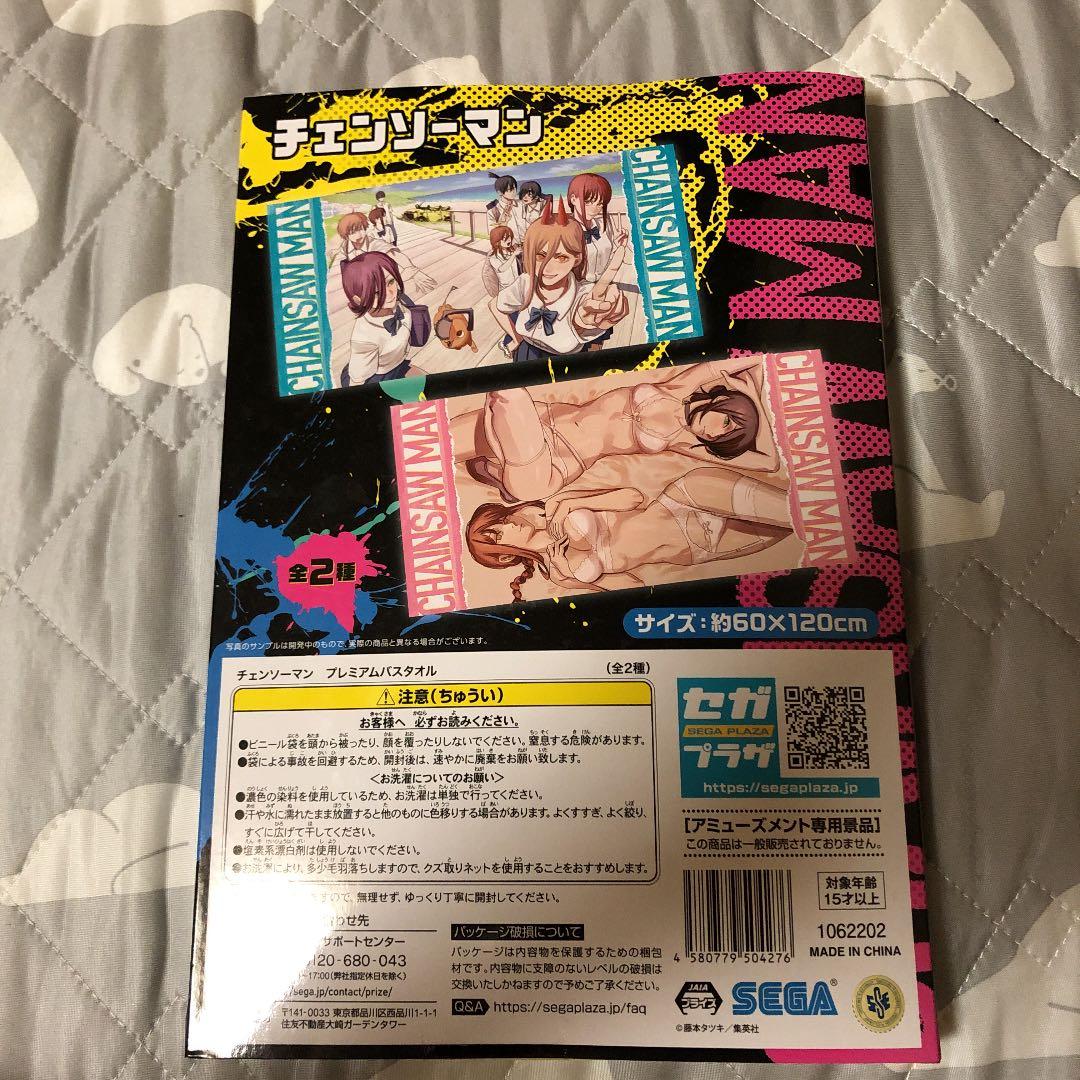 チェンソーマン
CHAINSAW MAN
CHAINSAW MAN
CHAINSAW MAN
CHAINSAW MAN
CHAINSAW MAN
全2種
サイズ：約60×120cm
写真のサンプルは開発中のもので、実際の商品と異なる場合がございます。
チェンソーマン　プレミアムバスタオル　（全2種）
注意（ちゅうい）
お客様へ 必ずお読みください。
●ビニール袋を頭から被ったり、顔を覆ったりしないでください。窒息する危険があります。
●袋による事故を回避するため、開封後は、速やかに廃棄をお願い致します。
＜お洗濯についてのお願い＞
●濃色の染料を使用しているため、お洗濯は単独で行ってください。
●汗や水に濡れたまま放置すると他のものに色移りする場合があります。よくすすぎ、よく絞り、
すぐに広げて干してください。
●塩素系漂白剤は使用しないでください。
●お洗濯により、多少毛羽落ちしますので、クズ取りネットを使用することをおすすめします。
ますので、無理せず、ゆっくり丁寧に開封してください。
わせ先
サポートセンター
120-680-043
17:00（弊社指定休日を除く）
/sega.jp/contact/prize/
〒141-0033 東京都品川区西品川1-1-1
住友不動産大崎ガーデンタワー
パッケージ破損について
パッケージは内容物を保護するための梱包
材です。内容物に支障のないレベルの破損は
交換いたしかねますので予めご了承ください。
Q&A https://segaplaza.jp/faq
セガ
SEGA PLAZA
プラザ
https://segaplaza.jp
［アミューズメント専用景品］
この商品は一般販売されておりません。
対象年齢
15才以上
1062202
MADE IN CHINA
4 580779 504276
JAIA
プライズ
SEGA®
©藤本タツキ／集英社